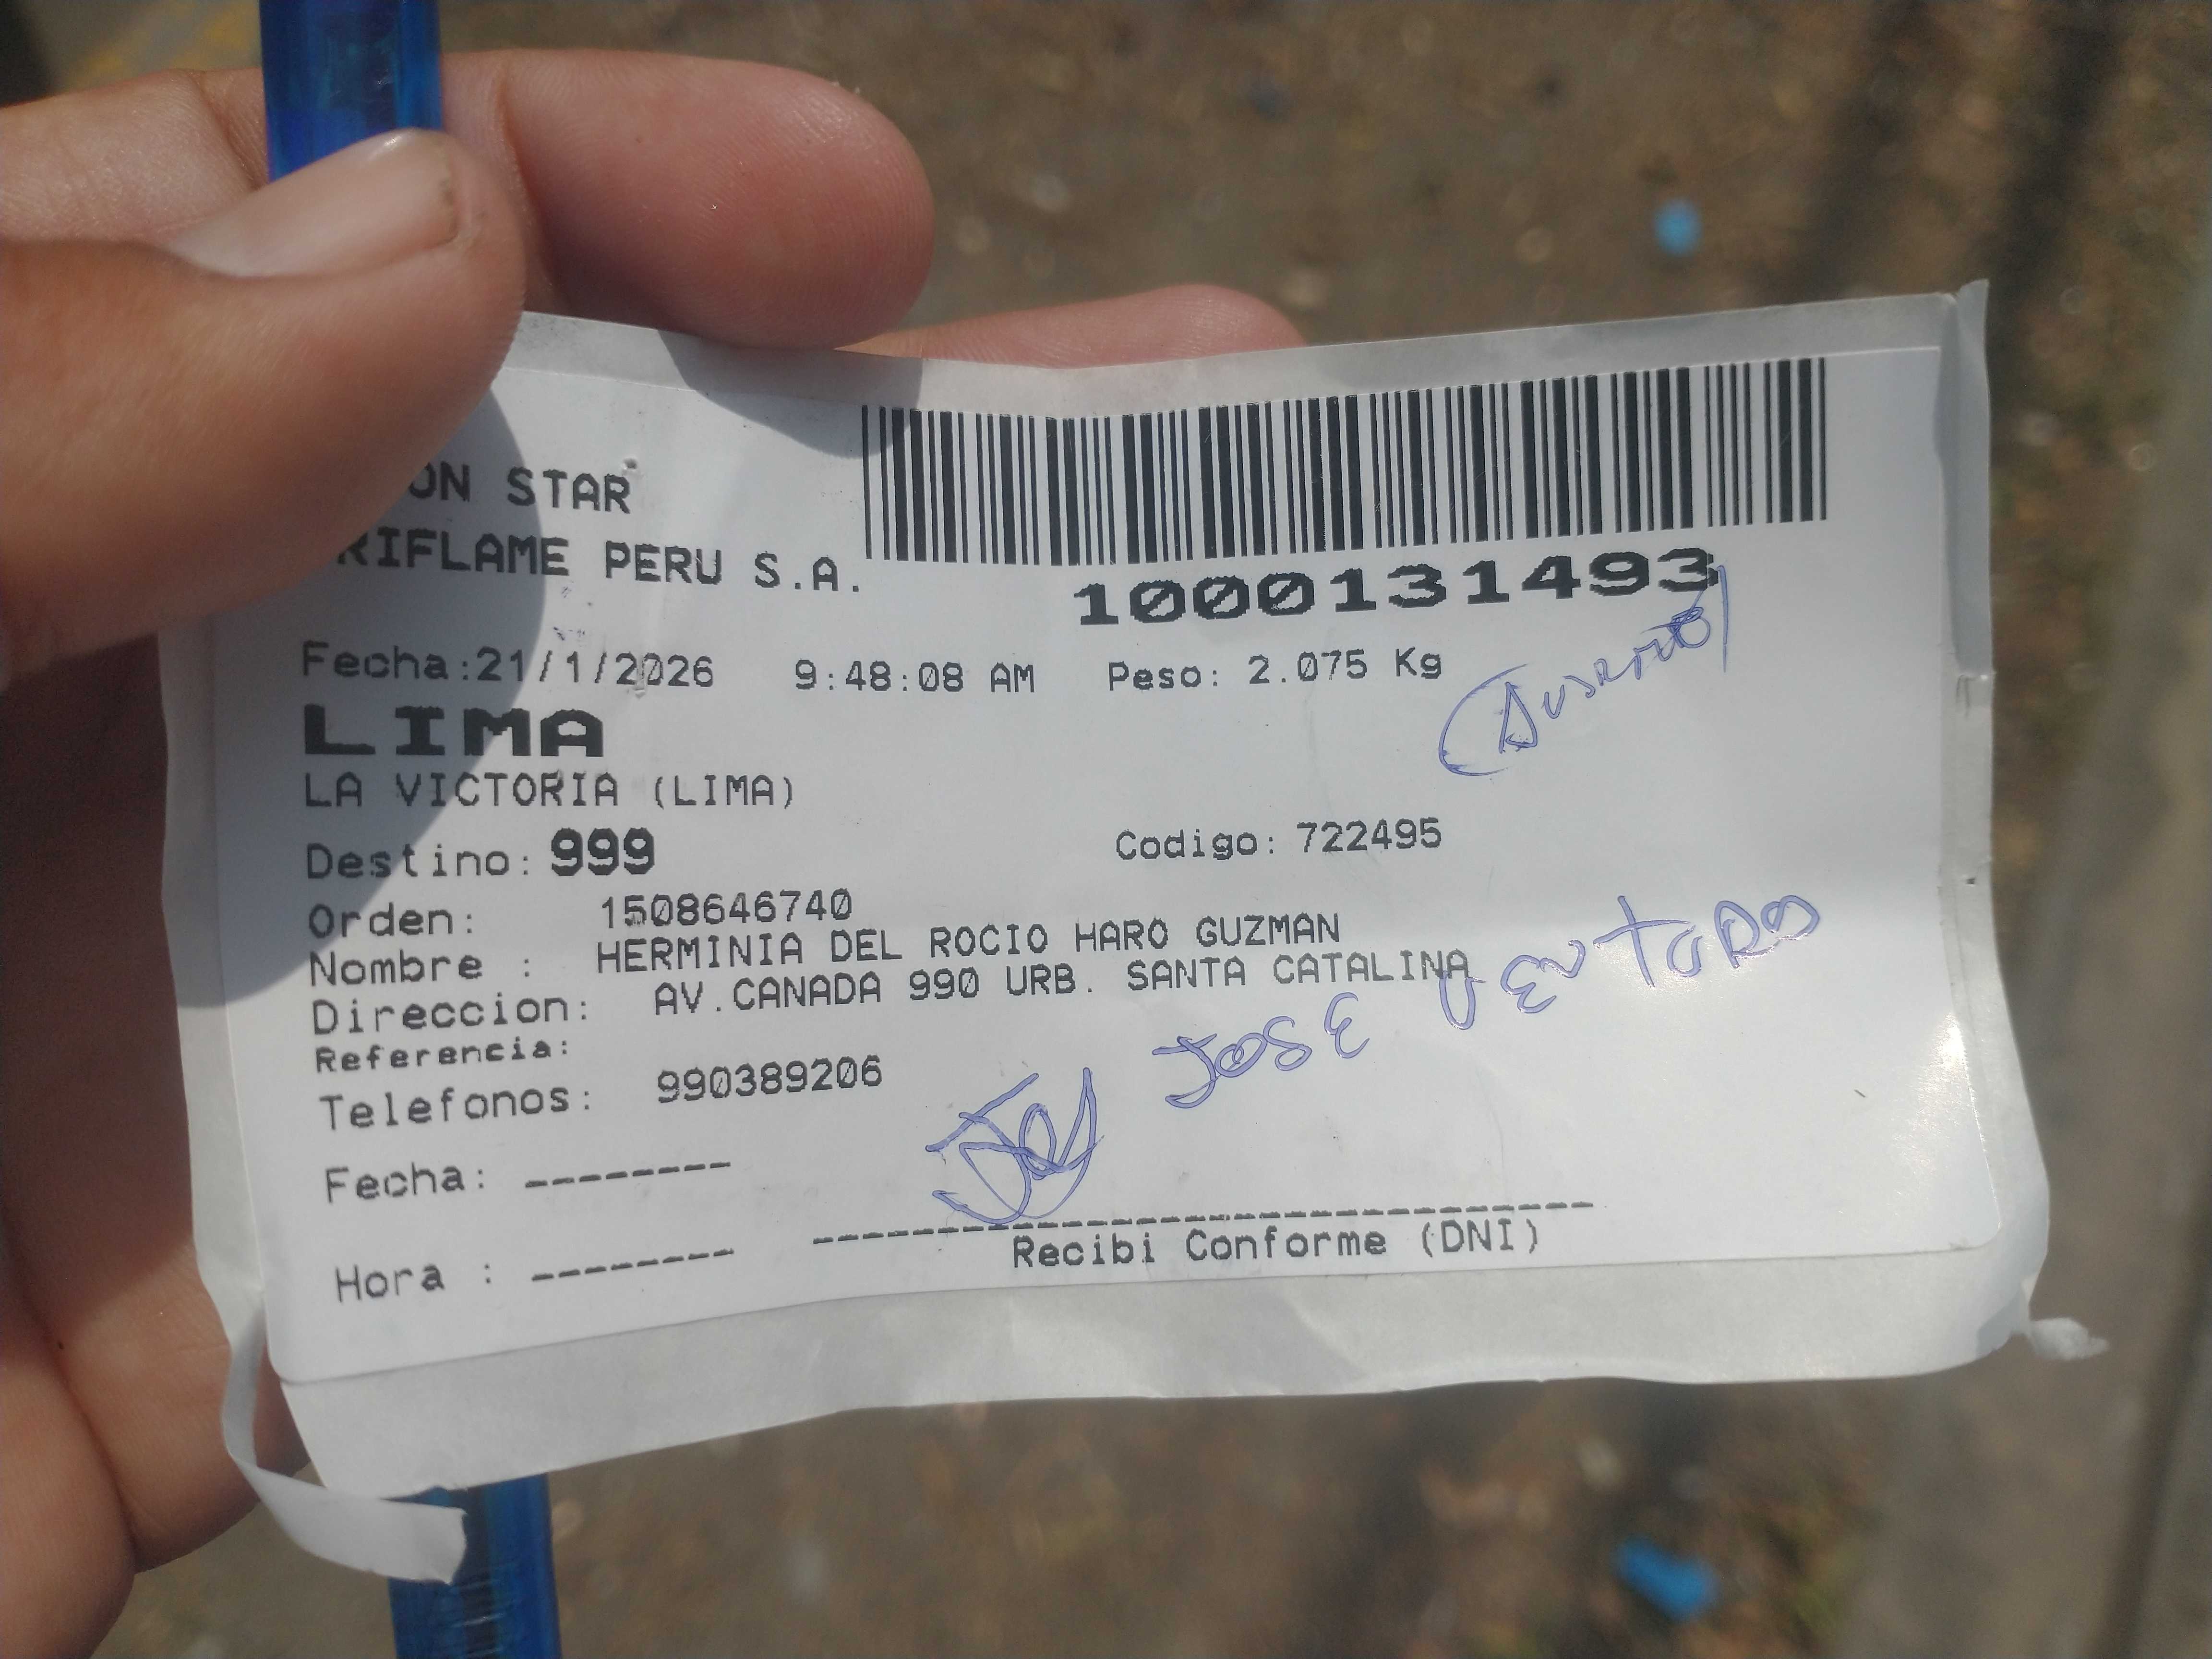 ON STAR
RIFLAME PERU S.A.
1000131493
Fecha:21/1/2026 9:48:08 AM Peso: 2.075 Kg
LIMA
LA VICTORIA (LIMA)
Destino: 999 Codigo: 722495
Orden: 1508646740
Nombre : HERMINIA DEL ROCIO HARO GUZMAN
Direccion: AV.CANADA 990 URB. SANTA CATALINA
Referencia:
Telefonos: 990389206
JOSE
Fecha: --------
Hora : --------
Recibi Conforme (DNI)